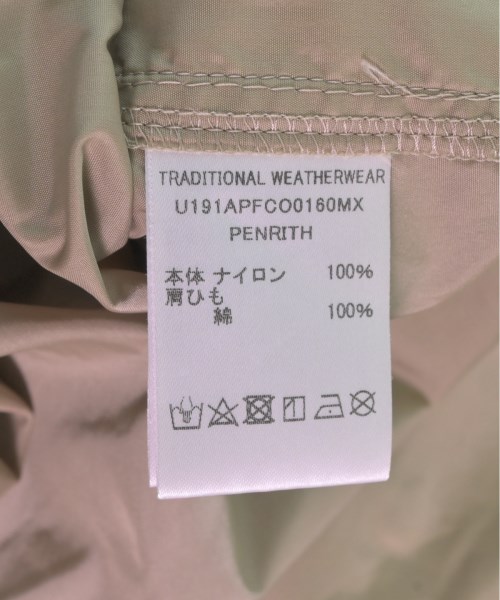 TRADITIONAL WEATHERWEAR
U191APFCO0160MX
PENRITH
本体 ナイロン 100%
肩ひも
綿 100%